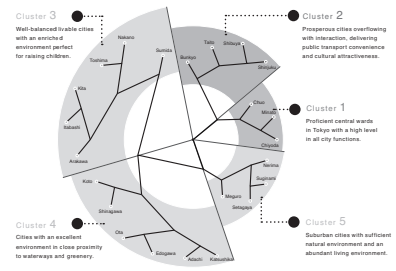 Cluster 3
Well-balanced livable cities
with an enriched
environment perfect
for raising children.
Cluster 2
Prosperous cities overflowing
with interaction, delivering
public transport convenience
and cultural attractiveness.
Cluster 1
Proficient central wards
in Tokyo with a high level
in all city functions.
Cluster 5
Suburban cities with sufficient
natural environment and an
abundant living environment.
Cluster 4
Cities with an excellent
environment in close proximity
to waterways and greenery.
Nakano
Sumida
Toshima
Kita
Itabashi
Arakawa
Taito
Shibuya
Bunkyo
Shinjuku
Chuo
Minato
Chiyoda
Nerima
Suginami
Meguro
Setagaya
Koto
Shinagawa
Ota
Edogawa
Adachi
Katsushika